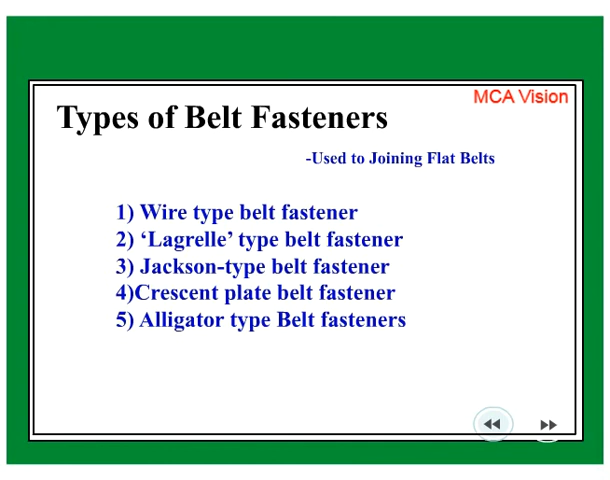 MCA Vision
Types of Belt Fasteners
-Used to Joining Flat Belts
1) Wire type belt fastener
2) ‘Lagrelle’ type belt fastener
3) Jackson-type belt fastener
4)Crescent plate belt fastener
5) Alligator type Belt fasteners